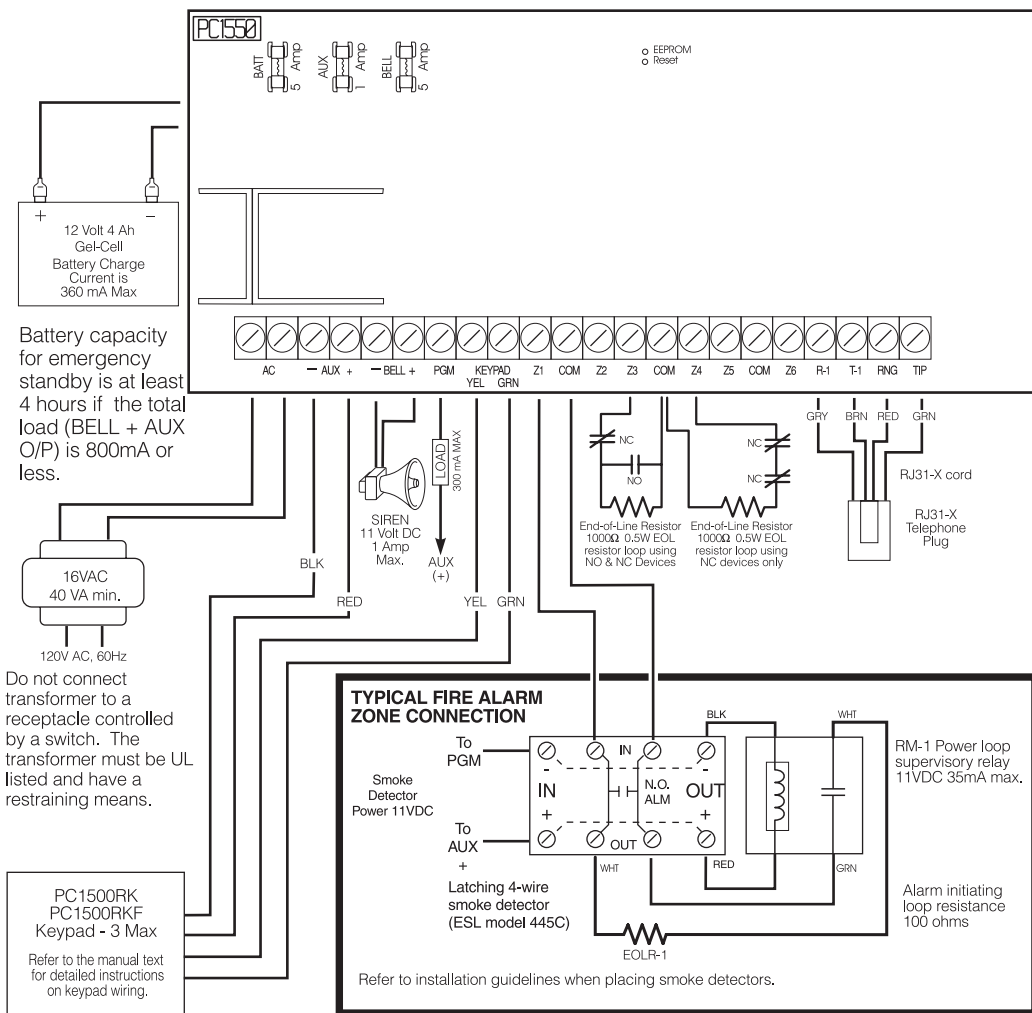 PC1550
BATT
5 Amp
AUX
1 Amp
BELL
5 Amp
EEPROM
Reset
+ −
12 Volt 4 Ah
Gel-Cell
Battery Charge
Current is
360 mA Max
Battery capacity
for emergency
standby is at least
4 hours if the total
load (BELL + AUX
O/P) is 800mA or
less.
AC − AUX + − BELL + PGM KEYPAD Z1 COM Z2 Z3 COM Z4 Z5 COM Z6 R-1 T-1 RNG TIP
YEL GRN
GRY BRN RED GRN
RJ31-X cord
RJ31-X
Telephone
Plug
LOAD
300 mA MAX
AUX
(+)
SIREN
11 Volt DC
1 Amp
Max.
NC
NO
End-of-Line Resistor
1000Ω 0.5W EOL
resistor loop using
NO & NC Devices
NC
NC
End-of-Line Resistor
1000Ω 0.5W EOL
resistor loop using
NC devices only
16VAC
40 VA min.
120V AC, 60Hz
BLK
RED
YEL GRN
Do not connect
transformer to a
receptacle controlled
by a switch. The
transformer must be UL
listed and have a
restraining means.
PC1500RK
PC1500RKF
Keypad - 3 Max
Refer to the manual text
for detailed instructions
on keypad wiring.
TYPICAL FIRE ALARM
ZONE CONNECTION
To
PGM
Smoke
Detector
Power 11VDC
To
AUX
+
Latching 4-wire
smoke detector
(ESL model 445C)
IN
- -
IN N.O. OUT
ALM
+ +
OUT
BLK
WHT
WHT
RED
GRN
EOLR-1
RM-1 Power loop
supervisory relay
11VDC 35mA max.
Alarm initiating
loop resistance
100 ohms
Refer to installation guidelines when placing smoke detectors.